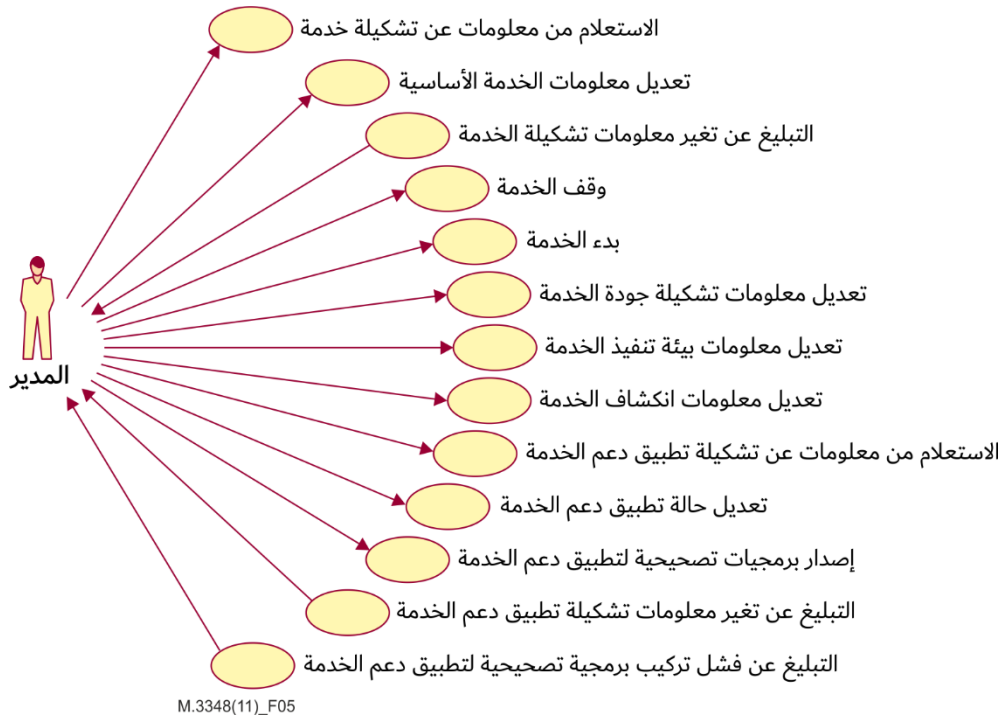 الاستعلام من معلومات عن تشكيلة خدمة
تعديل معلومات الخدمة الأساسية
التبليغ عن تغير معلومات تشكيلة الخدمة
وقف الخدمة
بدء الخدمة
تعديل معلومات تشكيلة جودة الخدمة
تعديل معلومات بيئة تنفيذ الخدمة
المدير
تعديل معلومات انكشاف الخدمة
الاستعلام من معلومات عن تشكيلة تطبيق دعم الخدمة
تعديل حالة تطبيق دعم الخدمة
إصدار برمجيات تصحيحية لتطبيق دعم الخدمة
التبليغ عن تغير معلومات تشكيلة تطبيق دعم الخدمة
التبليغ عن فشل تركيب برمجية تصحيحية لتطبيق دعم الخدمة
M.3348(11)_F05